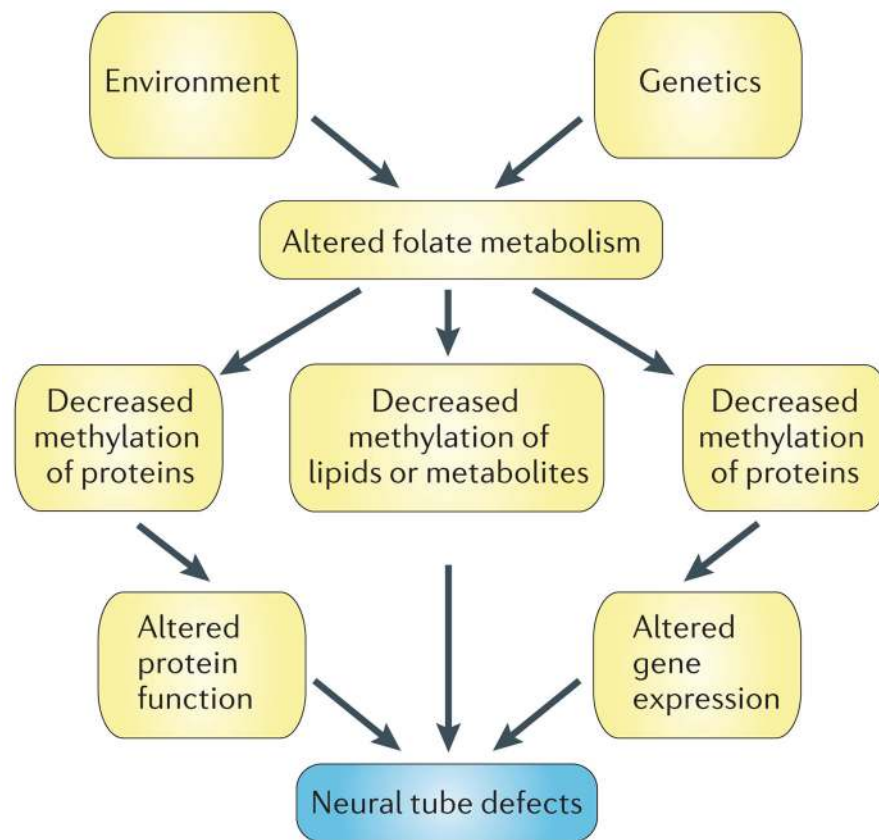 Environment
Genetics
Altered folate metabolism
Decreased
methylation
of proteins
Decreased
methylation of
lipids or metabolites
Decreased
methylation
of proteins
Altered
protein
function
Altered
gene
expression
Neural tube defects